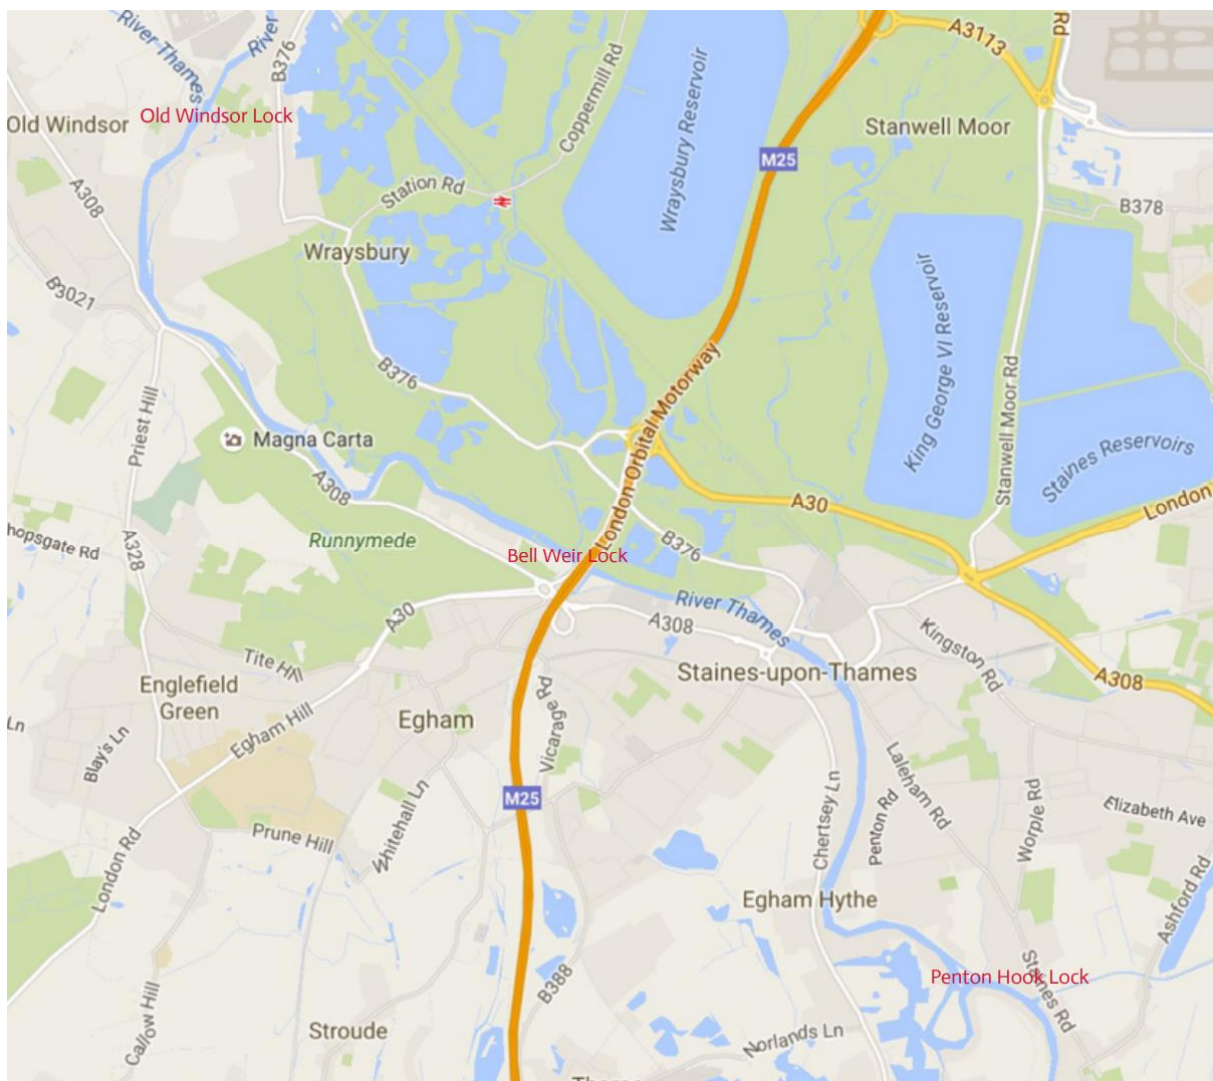 River Thames
River
B376
Coppermill Rd
A3113
Rd
Old Windsor Lock
Old Windsor
Stanwell Moor
M25
Wraysbury Reservoir
A308
Station Rd
B378
Wraysbury
B3021
King George VI Reservoir
B376
London Orbital Motorway
Stanwell Moor Rd
Priest Hill
Magna Carta
Staines Reservoirs
A308
A30
London
hopsgate Rd
A328
Runnymede
Bell Weir Lock
B376
A30
River Thames
A308
Kingston Rd
Tite Hill
Staines-upon-Thames
A308
Englefield
Green
Vicarage Rd
Ln
Egham Hill
Egham
Blay's Ln
Laleham Rd
M25
Chertsey Ln
Penton Rd
Worple Rd
Elizabeth Ave
Whitehall Ln
Prune Hill
London Rd
Egham Hythe
Ashford Rd
B388
Penton Hook Lock
Staines Rd
Callow Hill
Stroude
Norlands Ln